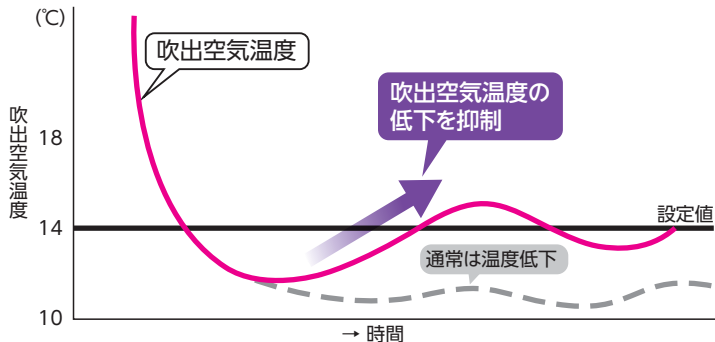 (℃)
吹出空気温度
吹出空気温度の
低下を抑制
吹出空気温度
18
14
設定値
通常は温度低下
10
→ 時間